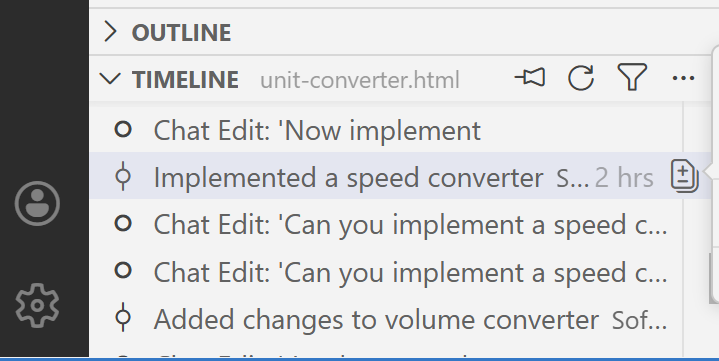 OUTLINE
TIMELINE unit-converter.html
Chat Edit: 'Now implement
Implemented a speed converter S... 2 hrs
Chat Edit: 'Can you implement a speed c...
Chat Edit: 'Can you implement a speed c...
Added changes to volume converter Sof...